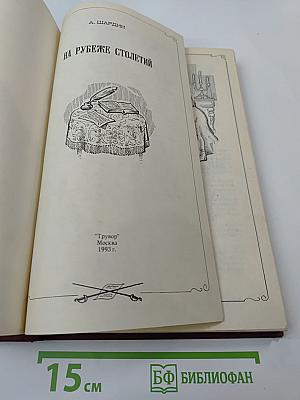 А. ШАРДИН
НА РУБЕЖЕ СТОЛЕТИЙ
"Трувор"
Москва
1993 г.
15 см
БФ БИБЛИОФАН